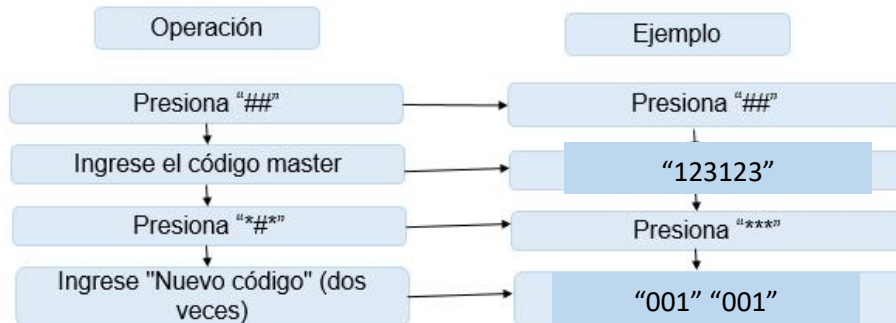 Operación
Ejemplo
Presiona “##”
Presiona “##”
Ingrese el código master
“123123”
Presiona “*#*”
Presiona “***”
Ingrese "Nuevo código" (dos
veces)
“001” “001”